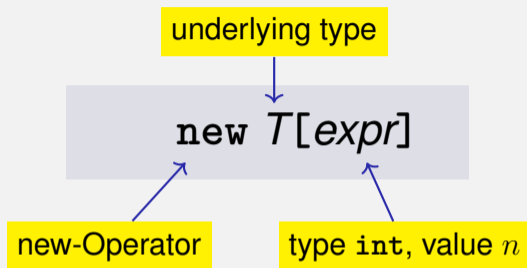 underlying type
new T[expr]
new-Operator
type int, value n